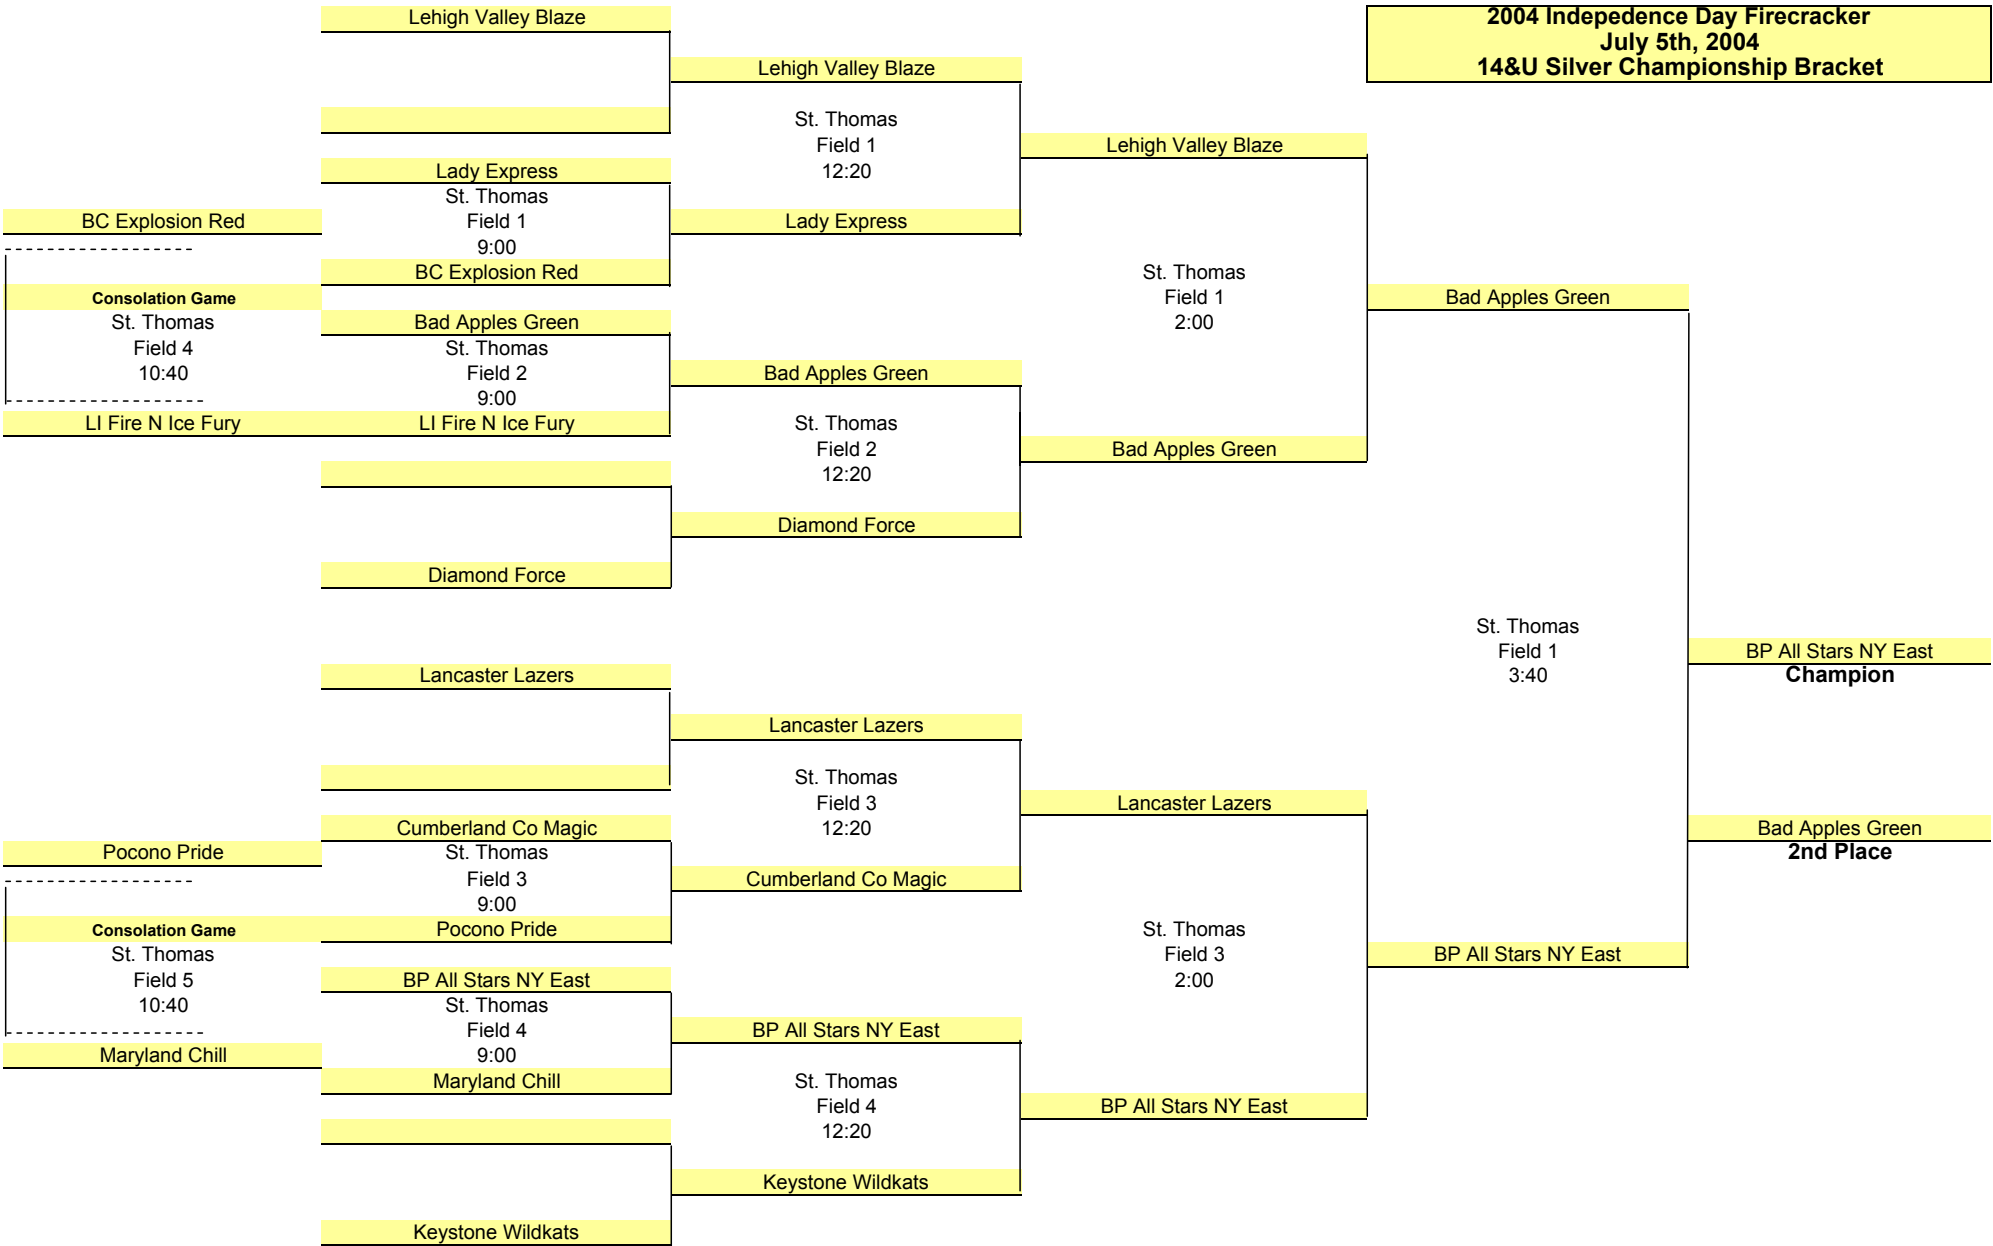 Lehigh Valley Blaze
2004 Indepedence Day Firecracker
July 5th, 2004
14&U Silver Championship Bracket
Lehigh Valley Blaze
St. Thomas
Field 1
12:20
Lehigh Valley Blaze
Lady Express
St. Thomas
Field 1
9:00
BC Explosion Red
Lady Express
BC Explosion Red
St. Thomas
Field 1
2:00
Consolation Game
St. Thomas
Field 4
10:40
Bad Apples Green
Bad Apples Green
St. Thomas
Field 2
9:00
Bad Apples Green
LI Fire N Ice Fury
LI Fire N Ice Fury
St. Thomas
Field 2
12:20
Bad Apples Green
Diamond Force
Diamond Force
St. Thomas
Field 1
3:40
BP All Stars NY East
Champion
Lancaster Lazers
Lancaster Lazers
St. Thomas
Field 3
12:20
Lancaster Lazers
Cumberland Co Magic
St. Thomas
Field 3
9:00
Bad Apples Green
2nd Place
Pocono Pride
Cumberland Co Magic
Consolation Game
St. Thomas
Field 5
10:40
Pocono Pride
St. Thomas
Field 3
2:00
BP All Stars NY East
BP All Stars NY East
St. Thomas
Field 4
9:00
BP All Stars NY East
Maryland Chill
Maryland Chill
St. Thomas
Field 4
12:20
BP All Stars NY East
Keystone Wildkats
Keystone Wildkats